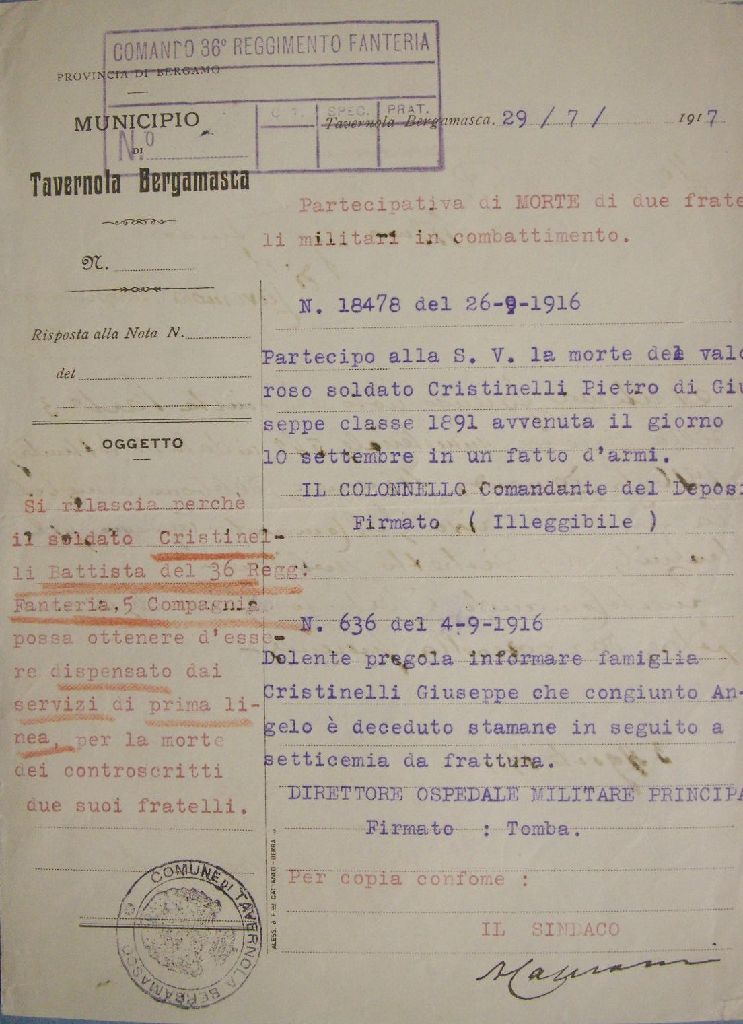 COMANDO 36° REGGIMENTO FANTERIA
PROVINCIA DI BERGAMO
SPEC. PRAT.
N.º
MUNICIPIO
DI
Tavernola Bergamasca
Tavernola Bergamasca. 29 / 7 / 1917
N.
Risposta alla Nota N.
del
OGGETTO
Si rilascia perchè
il soldato Cristinel-
li Battista del 36 Regg:
Fanteria,5 Compagnia
possa ottenere d'esse-
re dispensato dai
servizi di prima li-
nea, per la morte
dei controscritti
due suoi fratelli.
Partecipativa di MORTE di due frate
li militari in combattimento.
N. 18478 del 26-9-1916
Partecipo alla S. V. la morte del valo
roso soldato Cristinelli Pietro di Giu
seppe classe 1891 avvenuta il giorno
10 settembre in un fatto d'armi.
IL COLONNELLO Comandante del Deposi
Firmato ( Illeggibile )
N. 636 del 4-9-1916
Dolente pregola informare famiglia
Cristinelli Giuseppe che congiunto An-
gelo è deceduto stamane in seguito a
setticemia da frattura.
DIRETTORE OSPEDALE MILITARE PRINCIPA
Firmato : Tomba.
Per copia confome :
IL SINDACO
COMUNE DI TAVERNOLA BERGAMASCO